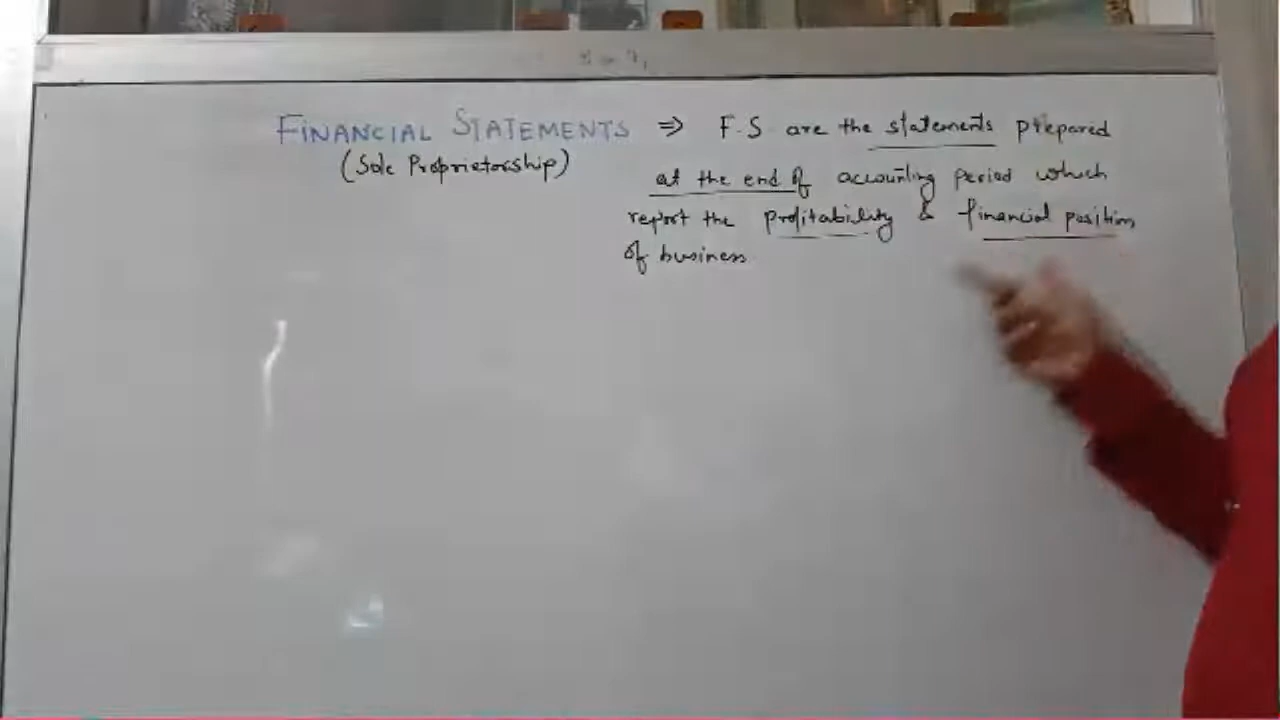 FINANCIAL STATEMENTS ⇒ F.S are the statements prepared
(Sole Proprietorship)
at the end of accounting period which
report the profitability & financial position
of business